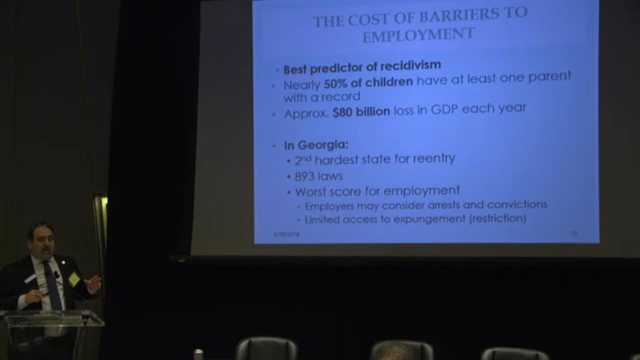 THE COST OF BARRIERS TO
EMPLOYMENT
• Best predictor of recidivism
• Nearly 50% of children have at least one parent
with a record
• Approx. $80 billion loss in GDP each year
• In Georgia:
• 2nd hardest state for reentry
• 893 laws
• Worst score for employment
• Employers may consider arrests and convictions
• Limited access to expungement (restriction)